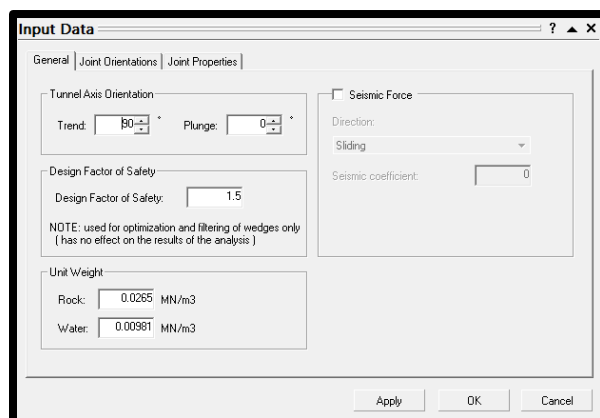 Input Data ? ▲ ✕
General Joint Orientations Joint Properties
Tunnel Axis Orientation
Trend: 90 ° Plunge: 0 °
Design Factor of Safety
Design Factor of Safety: 1.5
NOTE: used for optimization and filtering of wedges only
( has no effect on the results of the analysis )
Unit Weight
Rock: 0.0265 MN/m3
Water: 0.00981 MN/m3
Seismic Force
Direction:
Sliding
Seismic coefficient: 0
Apply OK Cancel